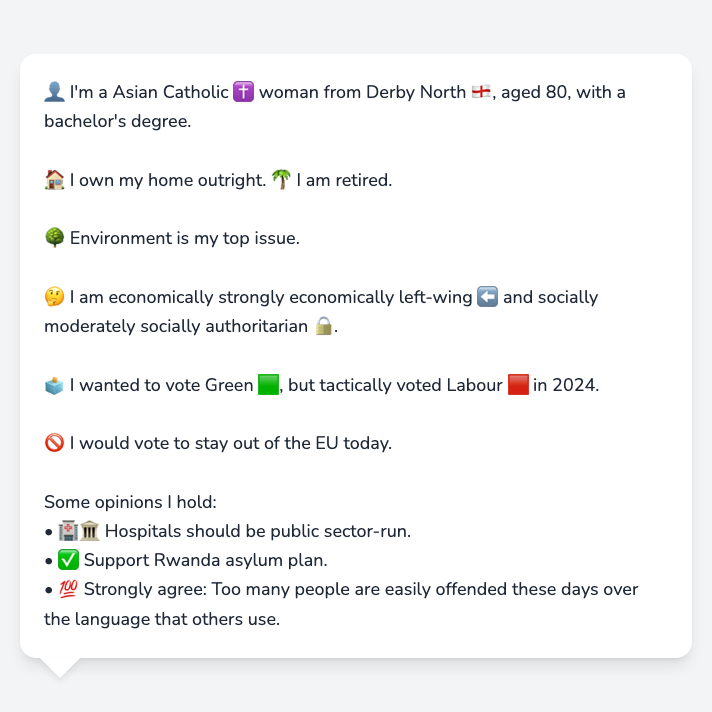 👤 I'm a Asian Catholic ✝️ woman from Derby North 🏴󠁧󠁢󠁥󠁮󠁧󠁿, aged 80, with a
bachelor's degree.
🏠 I own my home outright. 🌴 I am retired.
🌳 Environment is my top issue.
🤔 I am economically strongly economically left-wing ⬅️ and socially
moderately socially authoritarian 🔒.
🗳️ I wanted to vote Green 🟩, but tactically voted Labour 🟥 in 2024.
🚫 I would vote to stay out of the EU today.
Some opinions I hold:
• 🏥🏛️ Hospitals should be public sector-run.
• ✅ Support Rwanda asylum plan.
• 💯 Strongly agree: Too many people are easily offended these days over
the language that others use.